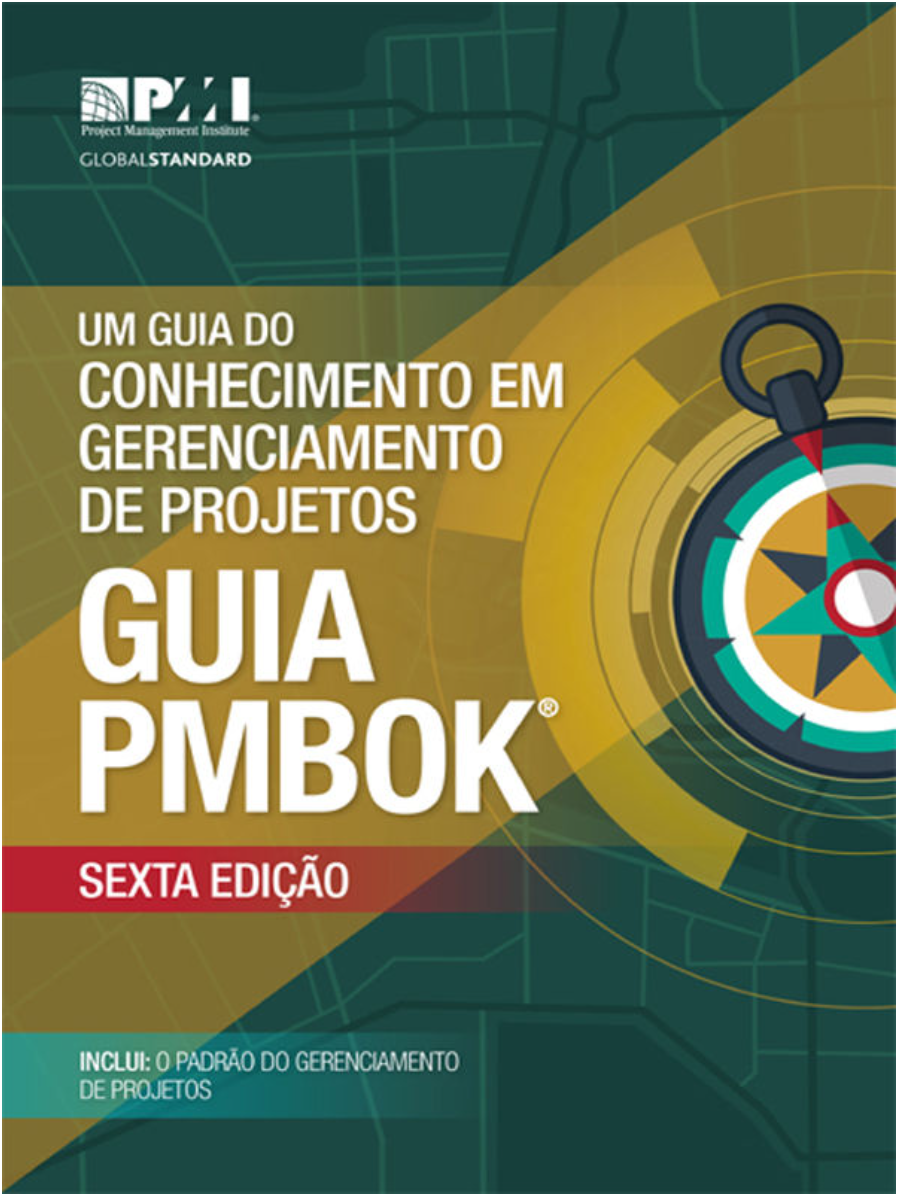 PMI®
Project Management Institute
GLOBALSTANDARD
UM GUIA DO
CONHECIMENTO EM
GERENCIAMENTO
DE PROJETOS
GUIA
PMBOK®
SEXTA EDIÇÃO
INCLUI: O PADRÃO DO GERENCIAMENTO
DE PROJETOS